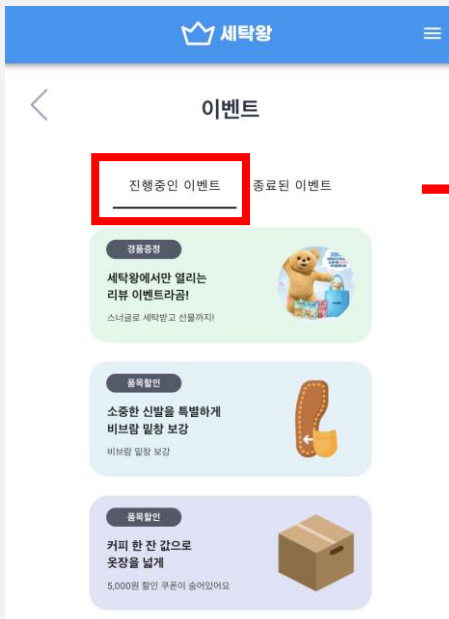 세탁왕
이벤트
진행중인 이벤트 종료된 이벤트
경품증정
세탁왕에서만 열리는
리뷰 이벤트라곰!
스너글로 세탁받고 선물까지!
품목할인
소중한 신발을 특별하게
비브람 밑창 보강
비브람 밑창 보강
품목할인
커피 한 잔 값으로
옷장을 넓게
5,000원 할인 쿠폰이 숨어있어요